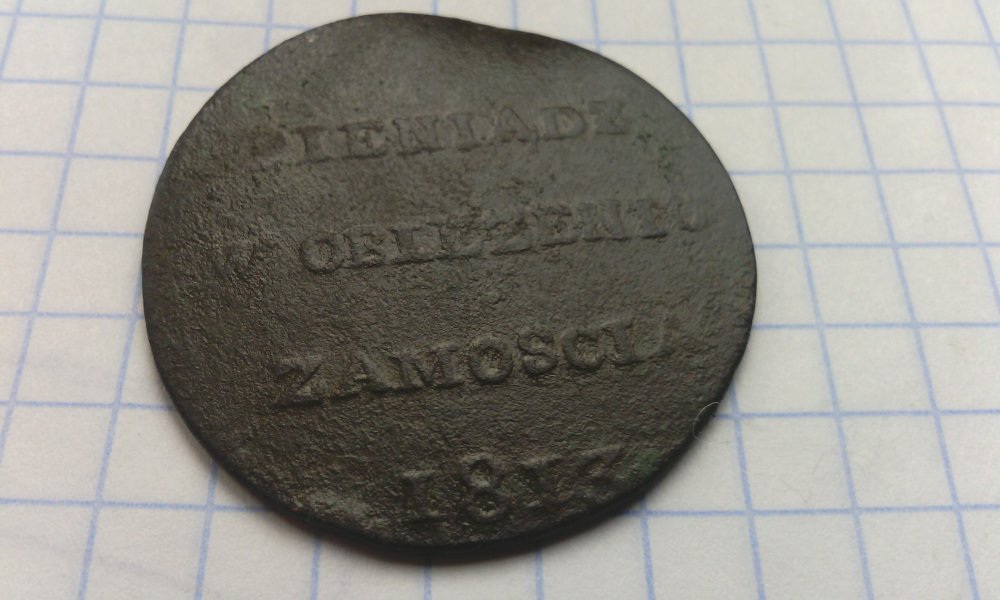 PIENIADZ
W OBLEZENIU
ZAMOSCIA
1813